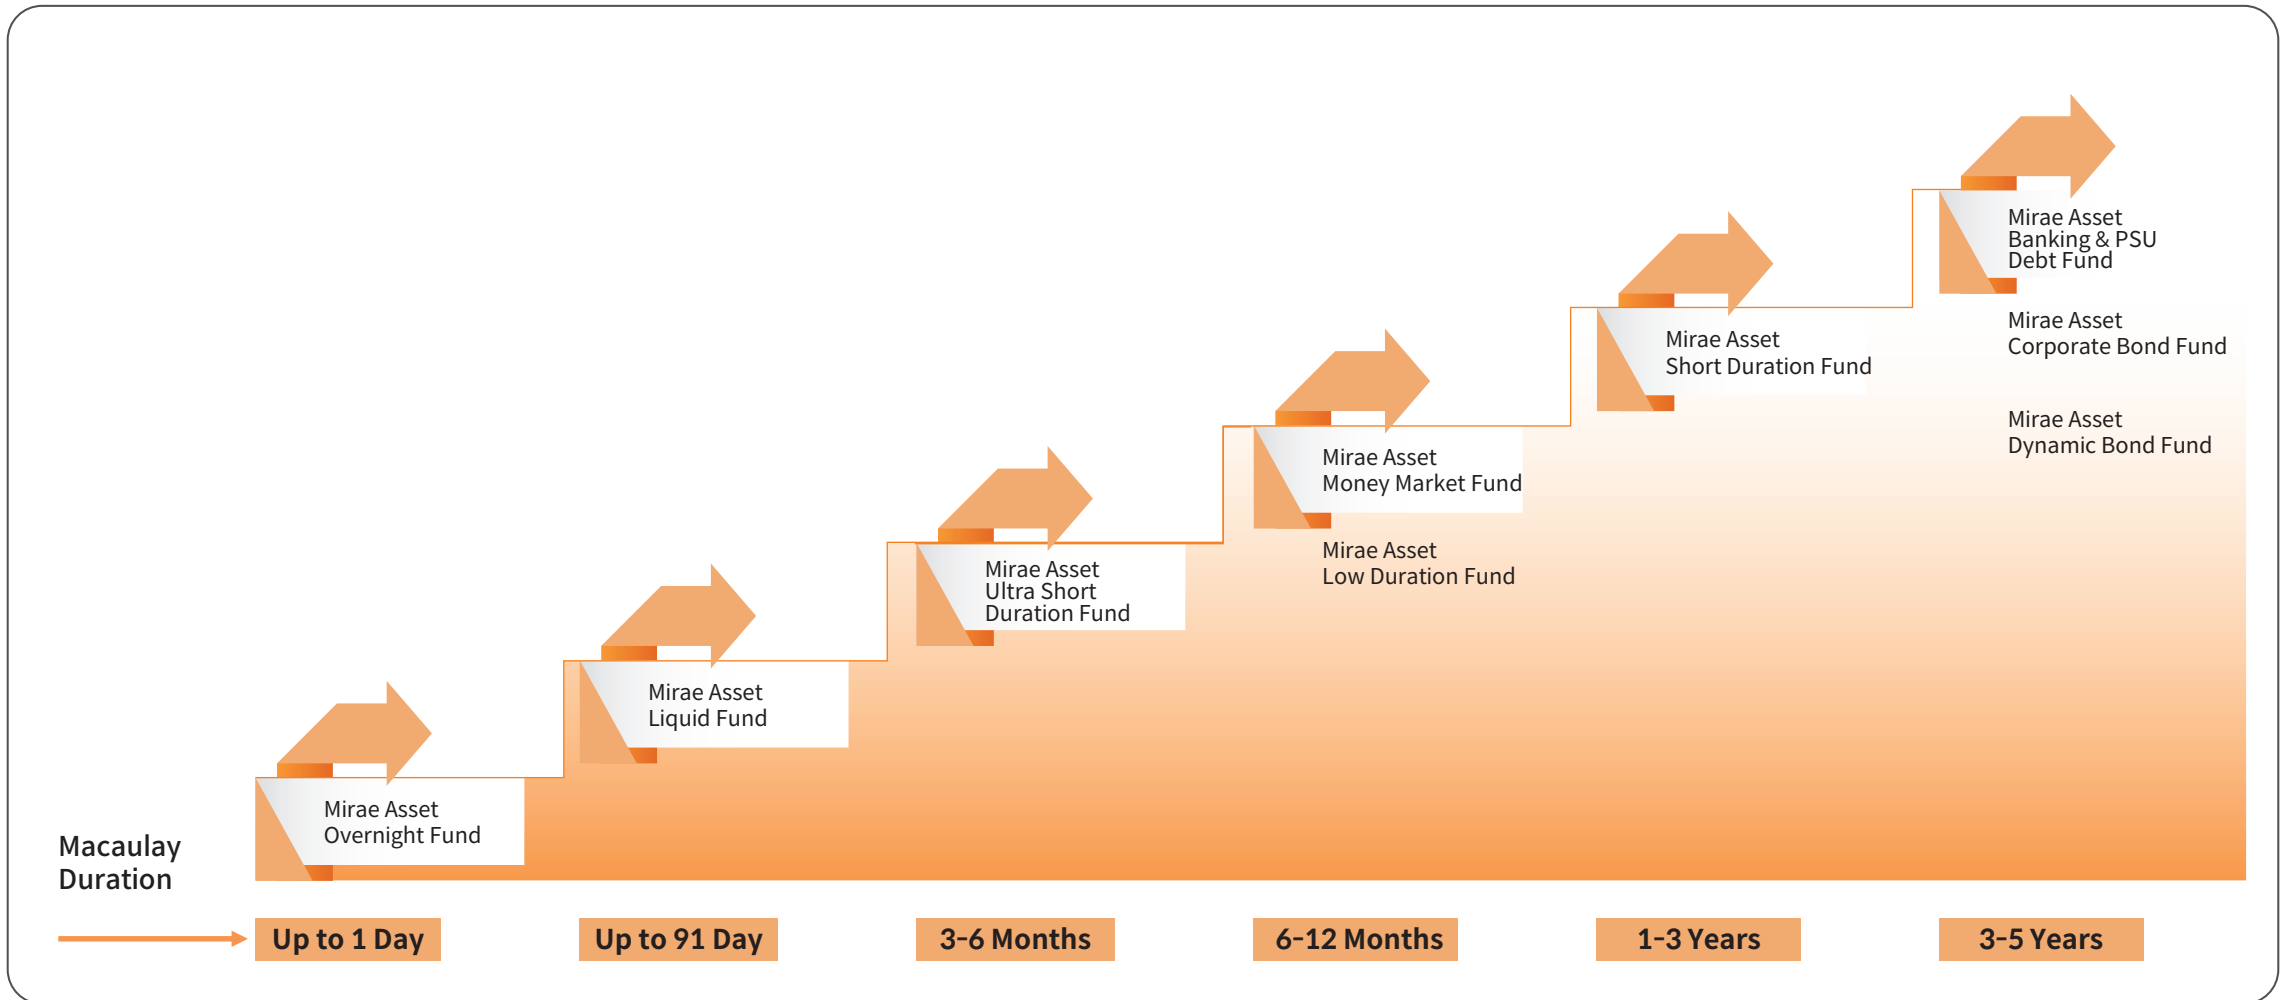 Mirae Asset
Banking & PSU
Debt Fund
Mirae Asset
Corporate Bond Fund
Mirae Asset
Dynamic Bond Fund
Mirae Asset
Short Duration Fund
Mirae Asset
Money Market Fund
Mirae Asset
Low Duration Fund
Mirae Asset
Ultra Short
Duration Fund
Mirae Asset
Liquid Fund
Mirae Asset
Overnight Fund
Macaulay
Duration
Up to 1 Day
Up to 91 Day
3-6 Months
6-12 Months
1-3 Years
3-5 Years